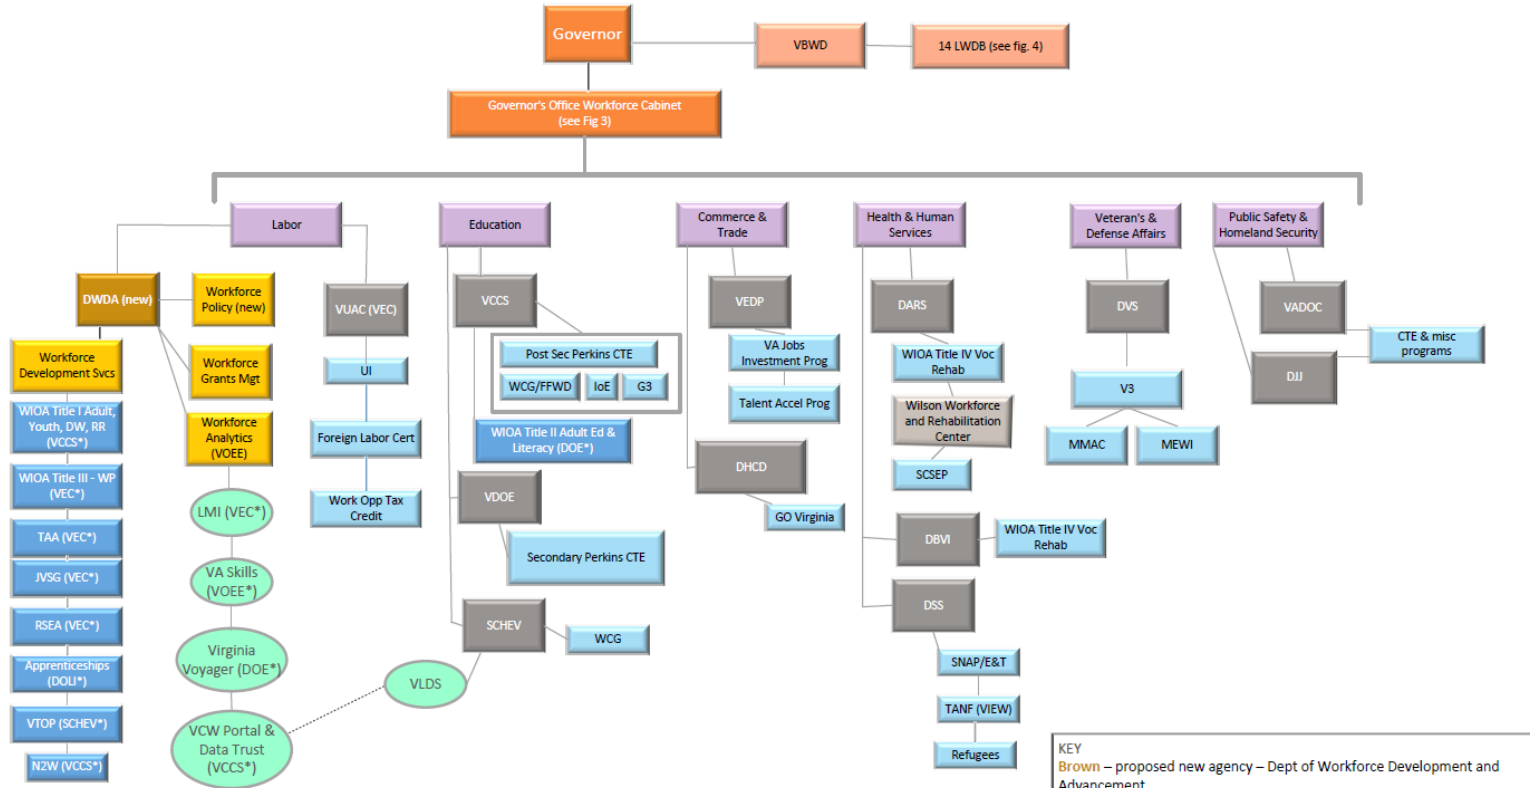 Governor
VBWD
14 LWDB (see fig. 4)
Governor's Office Workforce Cabinet
(see Fig 3)
Labor
Education
Commerce &
Trade
Health & Human
Services
Veteran's &
Defense Affairs
Public Safety &
Homeland Security
DWDA (new)
Workforce
Policy (new)
Workforce
Development Svcs
Workforce
Grants Mgt
Workforce
Analytics
(VOEE)
WIOA Title I Adult,
Youth, DW, RR
(VCCS*)
WIOA Title III - WP
(VEC*)
TAA (VEC*)
JVSG (VEC*)
RSEA (VEC*)
Apprenticeships
(DOLI*)
VTOP (SCHEV*)
N2W (VCCS*)
LMI (VEC*)
VA Skills
(VOEE*)
Virginia
Voyager (DOE*)
VCW Portal &
Data Trust
(VCCS*)
VUAC (VEC)
UI
Foreign Labor Cert
Work Opp Tax
Credit
VCCS
Post Sec Perkins CTE
WCG/FFWD
IoE
G3
WIOA Title II Adult Ed &
Literacy (DOE*)
VDOE
Secondary Perkins CTE
SCHEV
WCG
VLDS
VEDP
VA Jobs
Investment Prog
Talent Accel Prog
DHCD
GO Virginia
DARS
WIOA Title IV Voc
Rehab
Wilson Workforce
and Rehabilitation
Center
SCSEP
DBVI
WIOA Title IV Voc
Rehab
DSS
SNAP/E&T
TANF (VIEW)
Refugees
DVS
V3
MMAC
MEWI
VADOC
CTE & misc
programs
DJJ
KEY
Brown – proposed new agency – Dept of Workforce Development and
Advancement